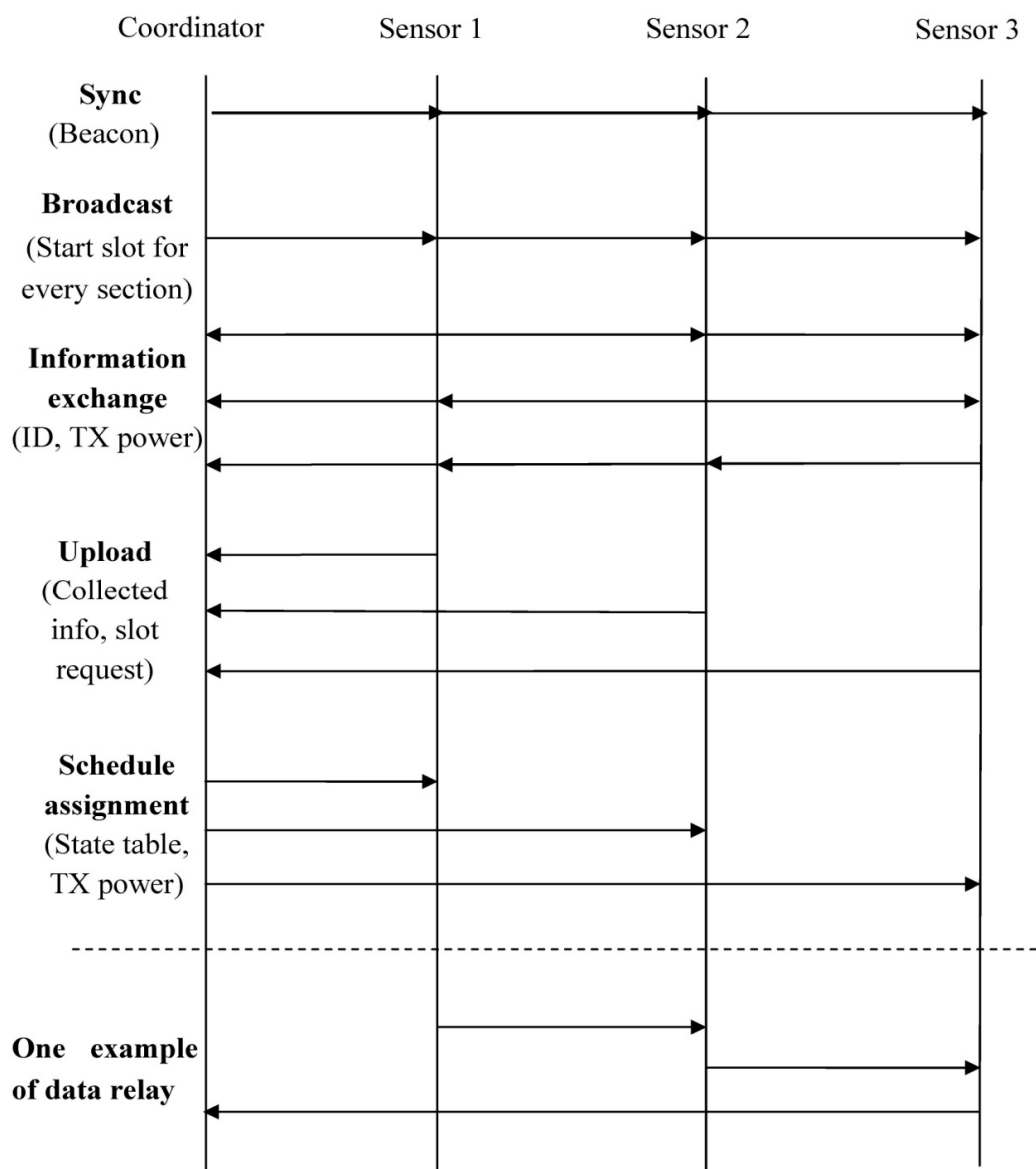 Coordinator Sensor 1 Sensor 2 Sensor 3
Sync
(Beacon)
Broadcast
(Start slot for
every section)
Information
exchange
(ID, TX power)
Upload
(Collected
info, slot
request)
Schedule
assignment
(State table,
TX power)
One example
of data relay